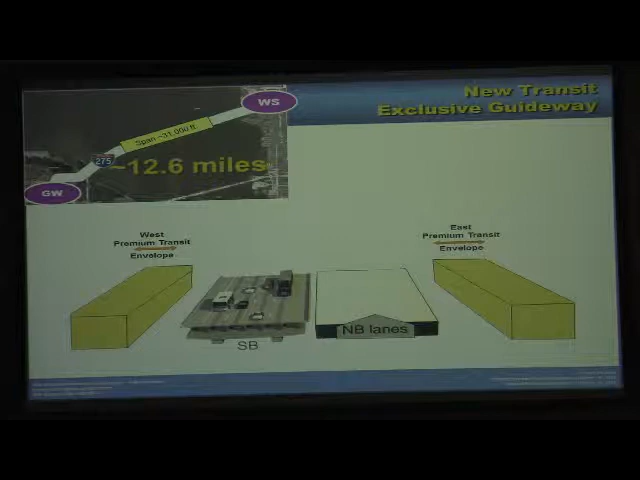 New Transit
Exclusive Guideway
WS
Span ~31,000 ft.
275
~12.6 miles
GW
West
Premium Transit
Envelope
East
Premium Transit
Envelope
NB lanes
SB